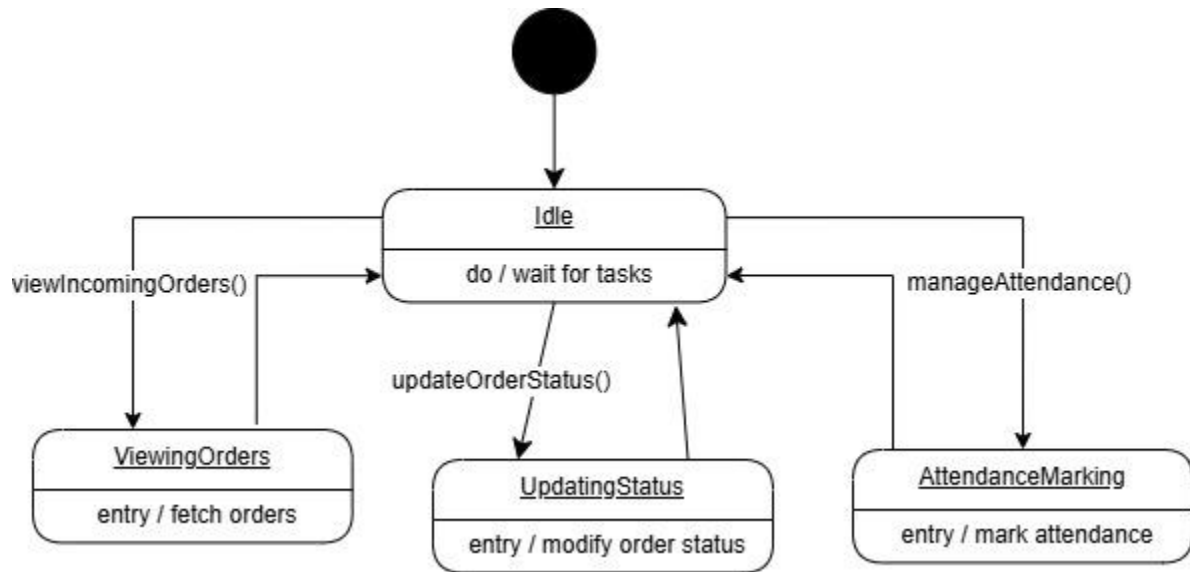 Idle
do / wait for tasks
viewIncomingOrders()
manageAttendance()
updateOrderStatus()
ViewingOrders
entry / fetch orders
UpdatingStatus
entry / modify order status
AttendanceMarking
entry / mark attendance